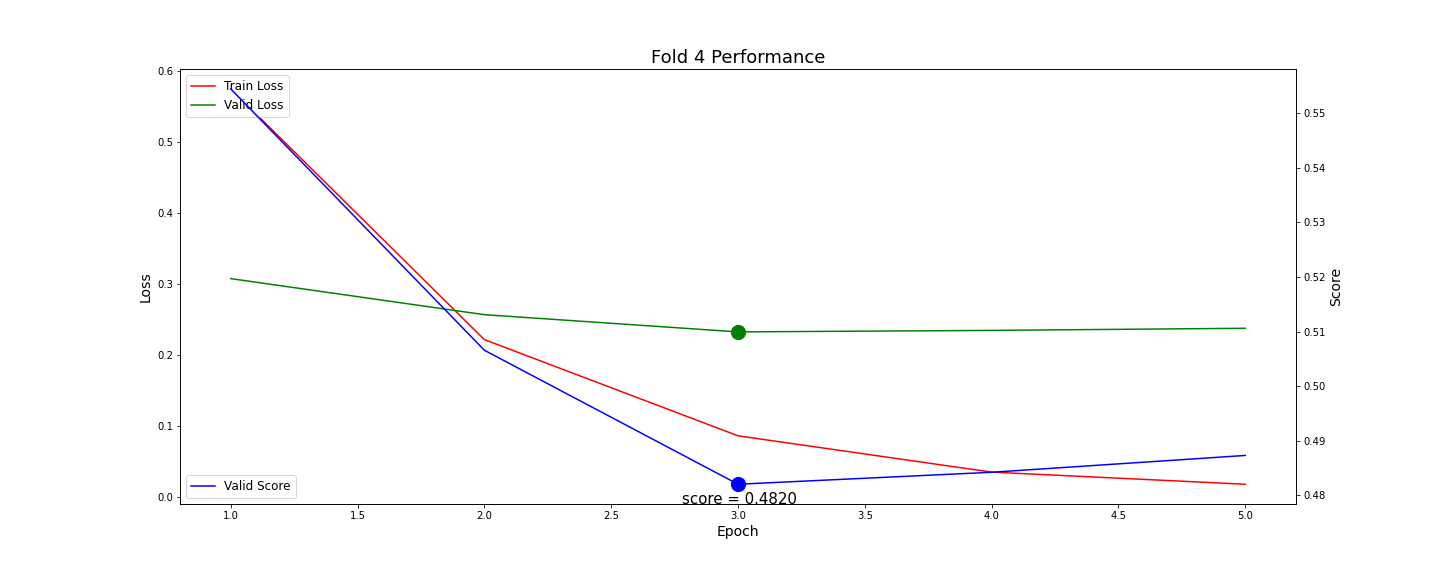 Fold 4 Performance
Train Loss
Valid Loss
Valid Score
0.6
0.5
0.4
0.3
0.2
0.1
0.0
Loss
0.55
0.54
0.53
0.52
0.51
0.50
0.49
0.48
Score
score = 0.4820
1.0 1.5 2.0 2.5 3.0 3.5 4.0 4.5 5.0
Epoch